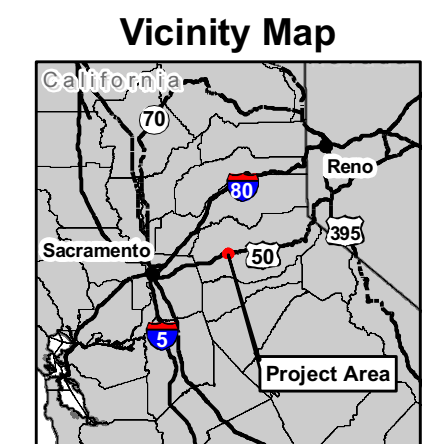 Vicinity Map
California
70
Reno
80
395
Sacramento
50
5
Project Area